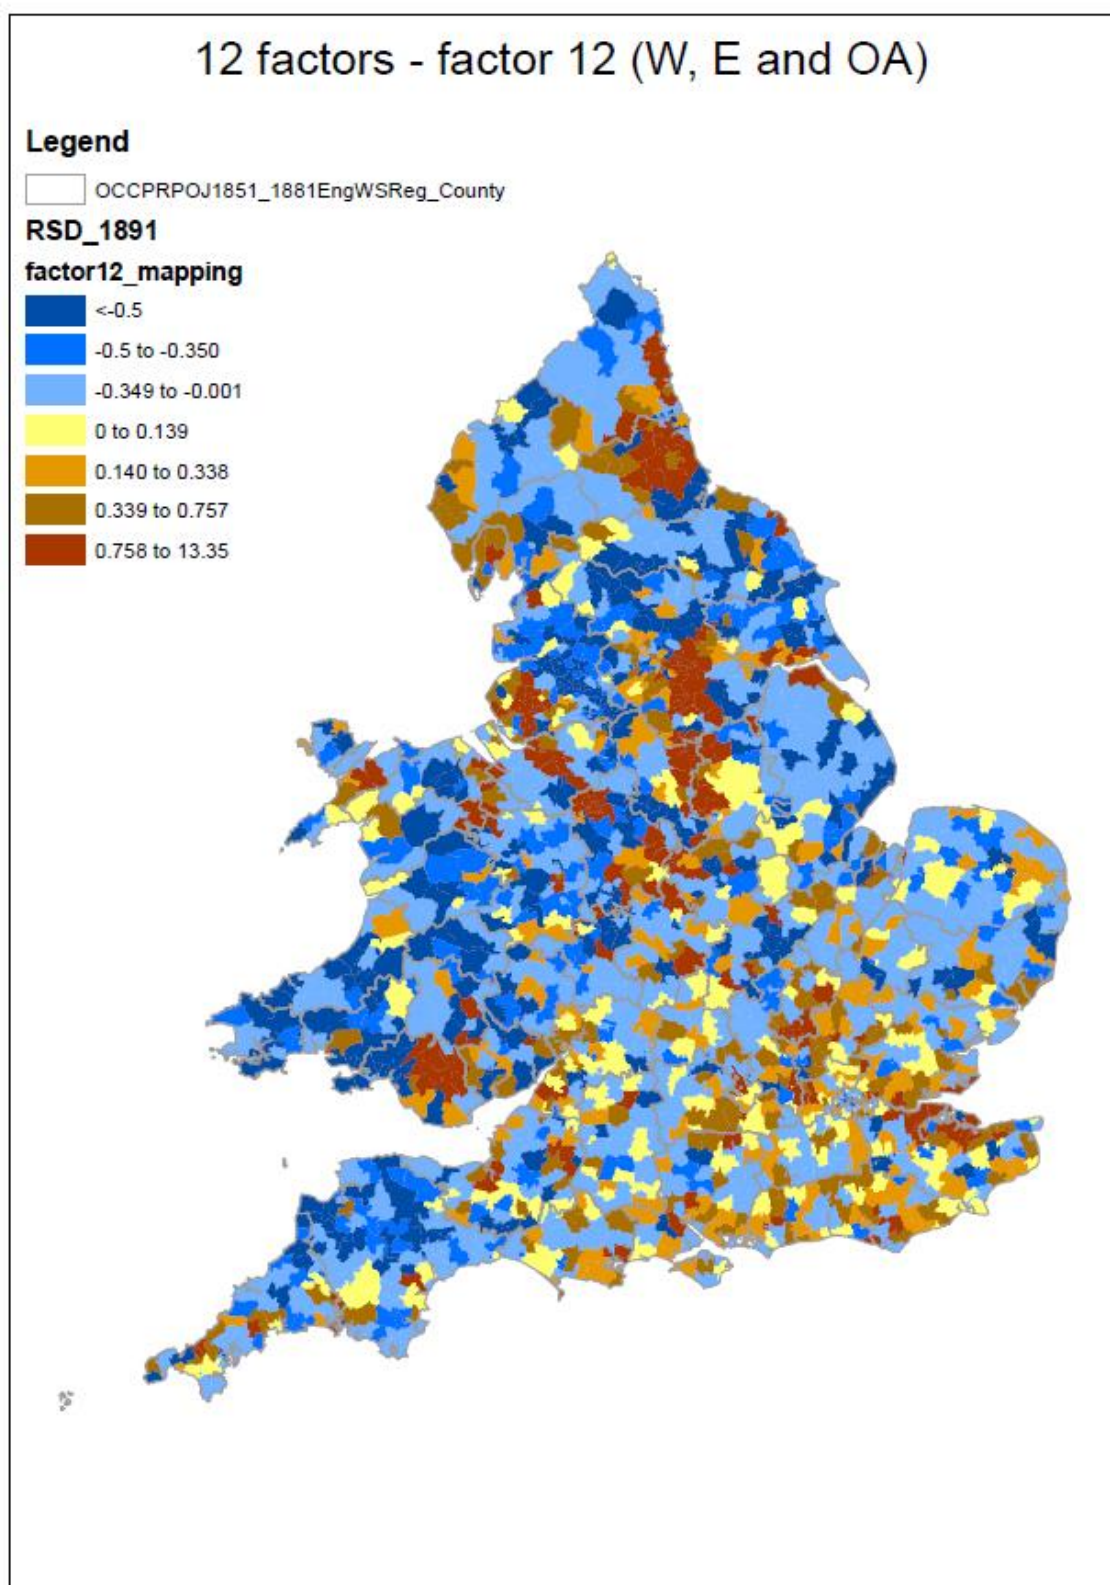 12 factors - factor 12 (W, E and OA)
Legend
OCCPRPOJ1851_1881EngWSReg_County
RSD_1891
factor12_mapping
<-0.5
-0.5 to -0.350
-0.349 to -0.001
0 to 0.139
0.140 to 0.338
0.339 to 0.757
0.758 to 13.35